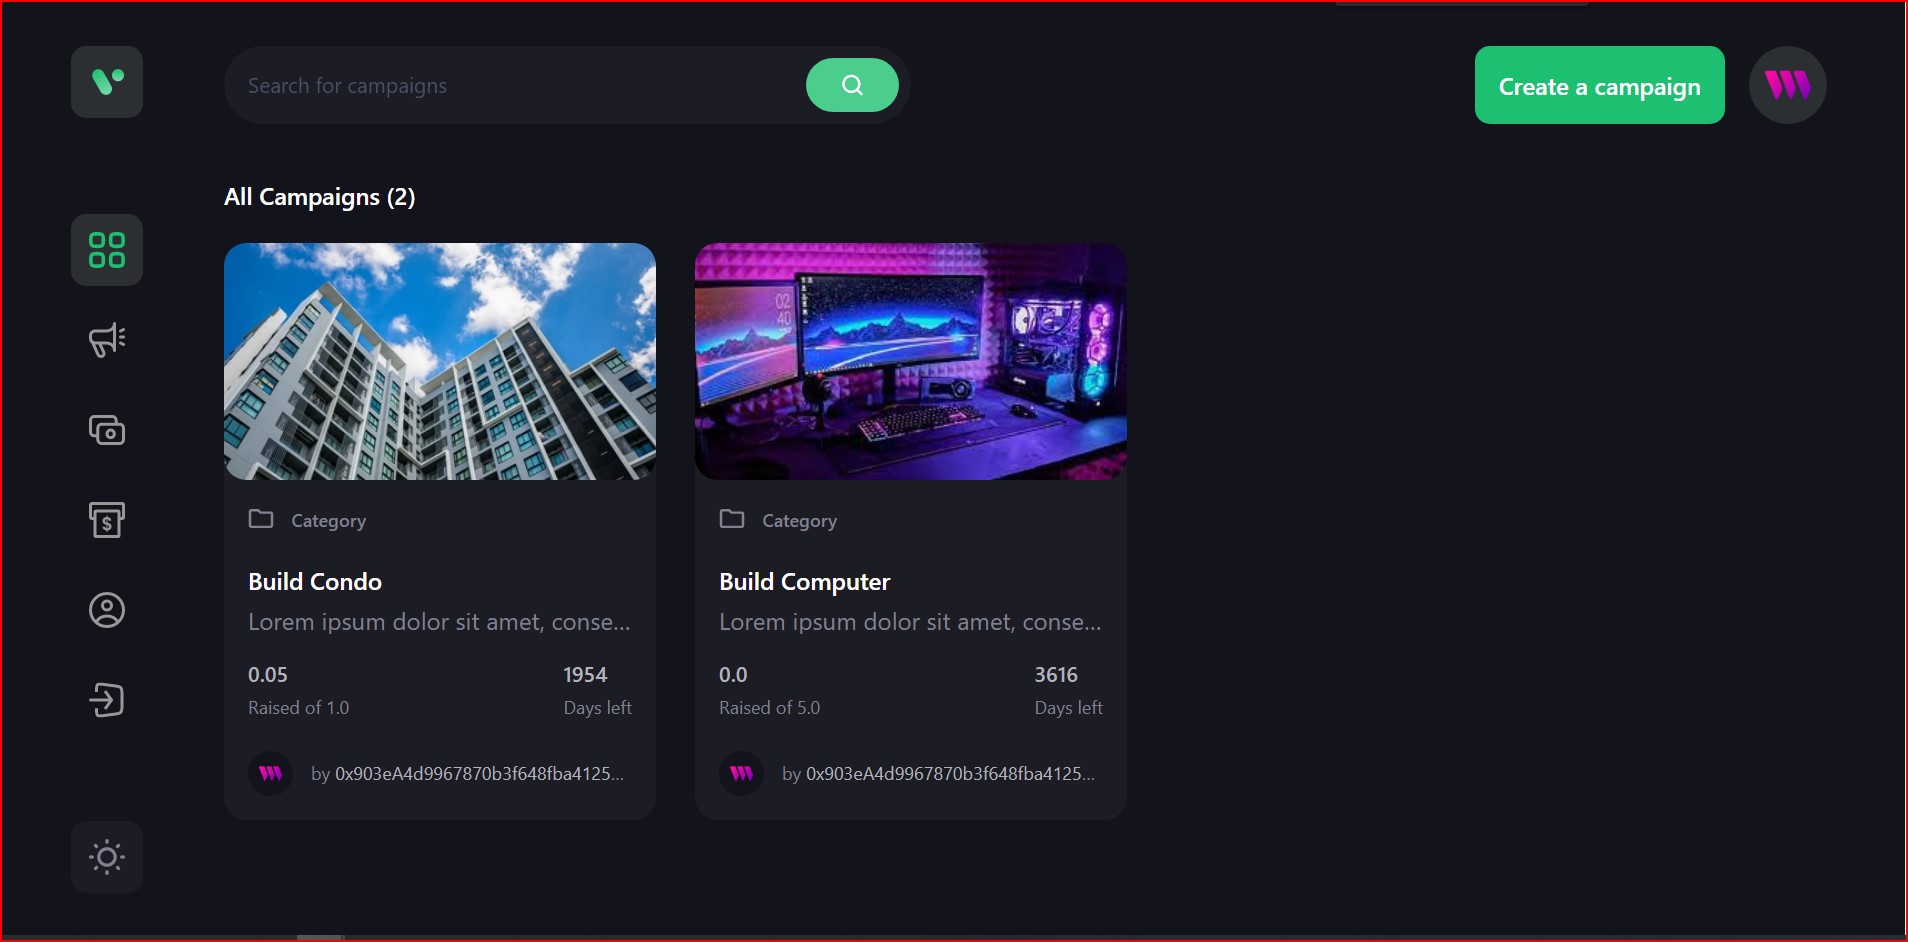 Search for campaigns
Create a campaign
All Campaigns (2)
02
40
Category
Build Condo
Lorem ipsum dolor sit amet, conse...
0.05
1954
Raised of 1.0
Days left
by 0x903eA4d9967870b3f648fba4125...
Category
Build Computer
Lorem ipsum dolor sit amet, conse...
0.0
3616
Raised of 5.0
Days left
by 0x903eA4d9967870b3f648fba4125...